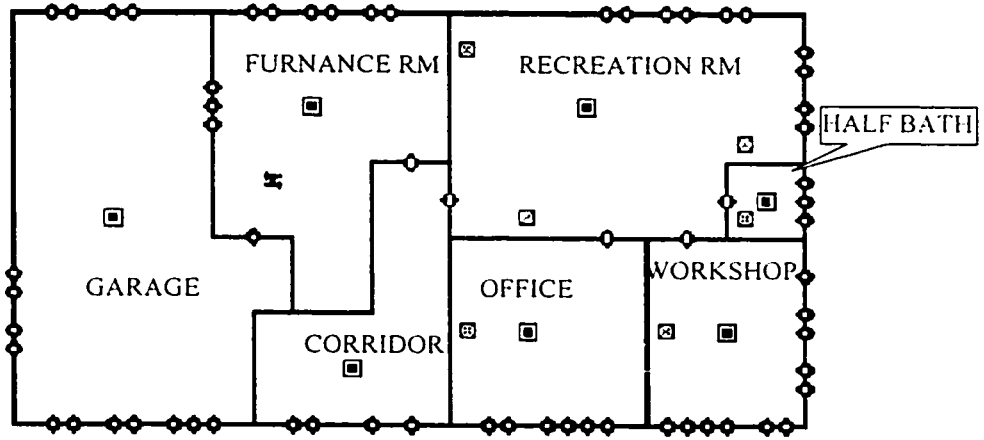 FURNANCE RM
RECREATION RM
HALF BATH
GARAGE
OFFICE
WORKSHOP
CORRIDOR